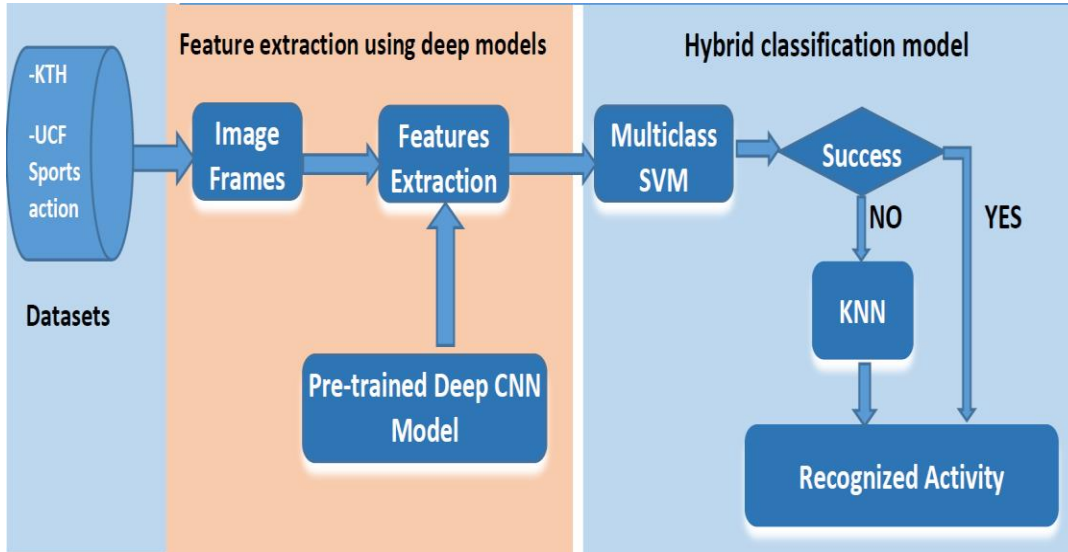 -KTH
-UCF
Sports
action
Datasets
Feature extraction using deep models
Image
Frames
Features
Extraction
Pre-trained Deep CNN
Model
Hybrid classification model
Multiclass
SVM
Success
NO
YES
KNN
Recognized Activity